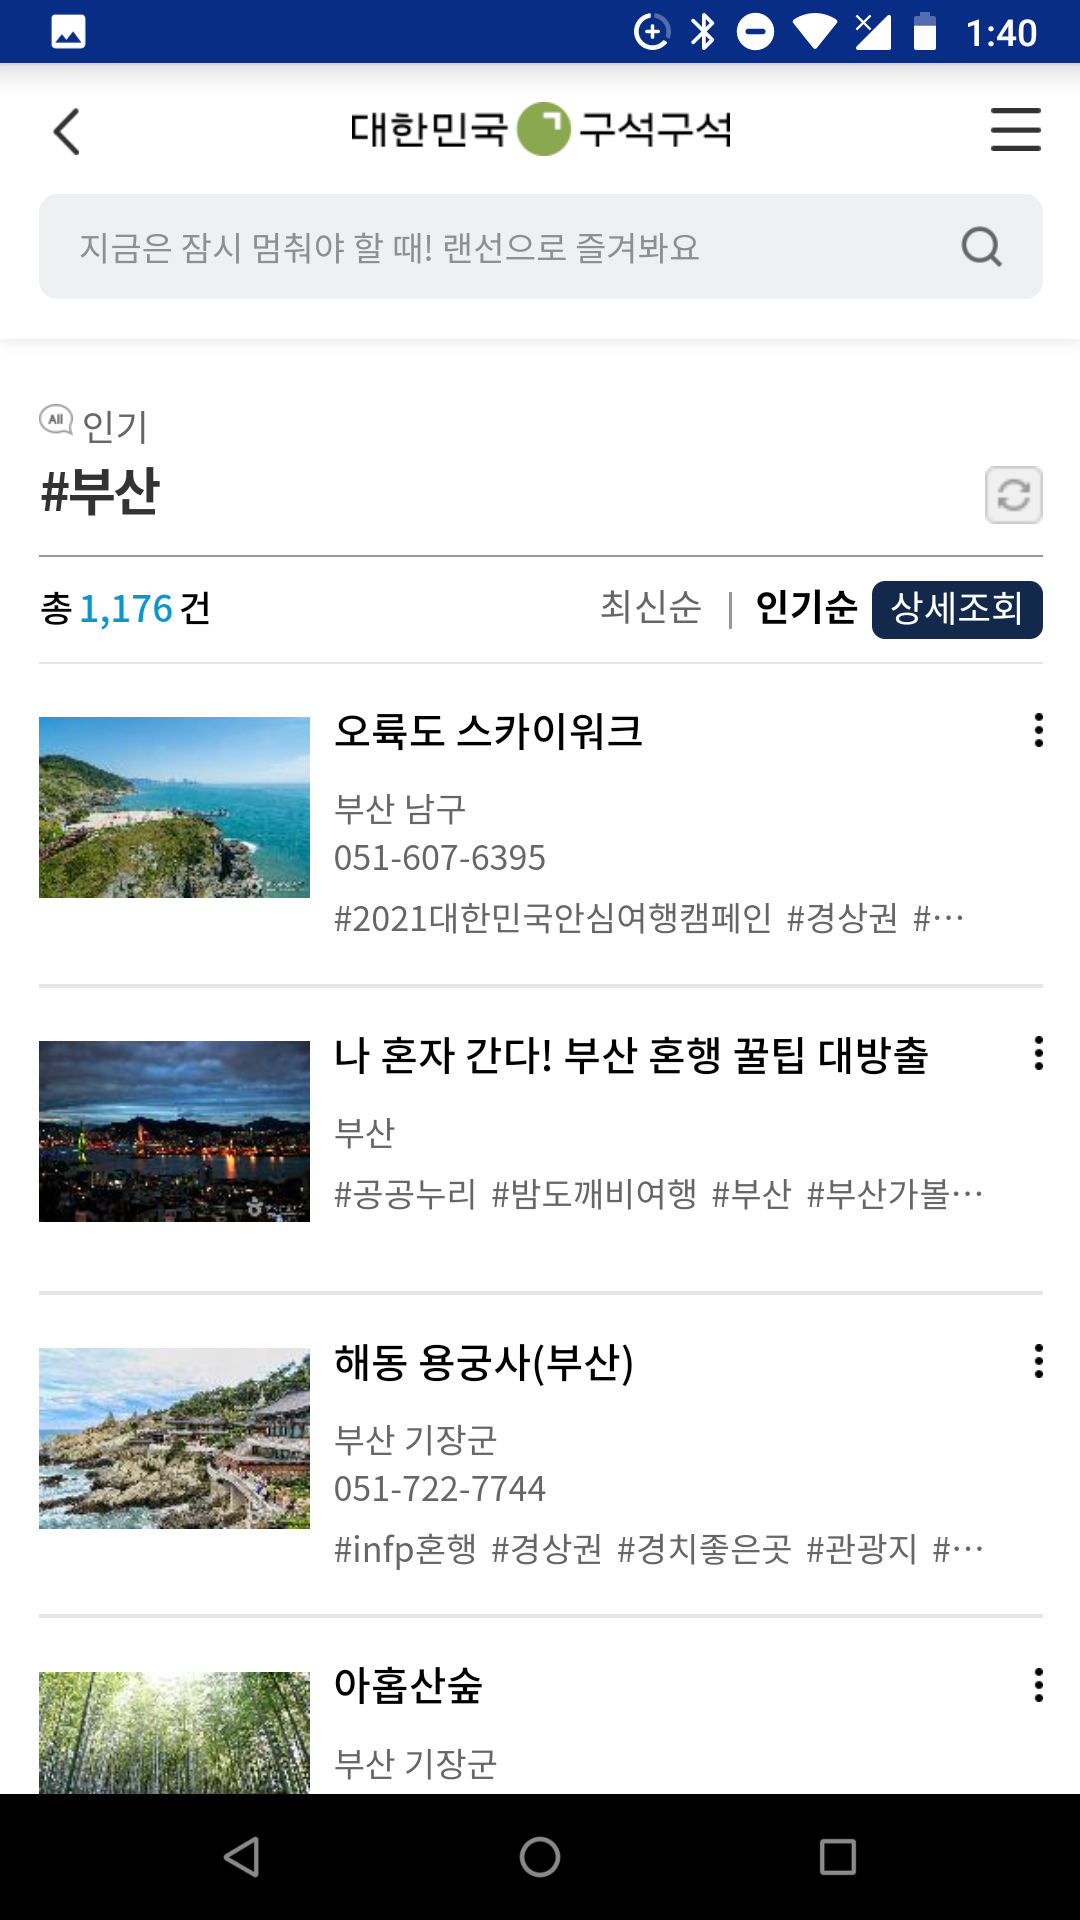 1:40
대한민국 구석구석
지금은 잠시 멈춰야 할 때! 랜선으로 즐겨봐요
All 인기
#부산
총 1,176 건 최신순 | 인기순 상세조회
오륙도 스카이워크
부산 남구
051-607-6395
#2021대한민국안심여행캠페인 #경상권 #···
나 혼자 간다! 부산 혼행 꿀팁 대방출
부산
#공공누리 #밤도깨비여행 #부산 #부산가볼···
해동 용궁사(부산)
부산 기장군
051-722-7744
#infp혼행 #경상권 #경치좋은곳 #관광지 #···
아홉산숲
부산 기장군